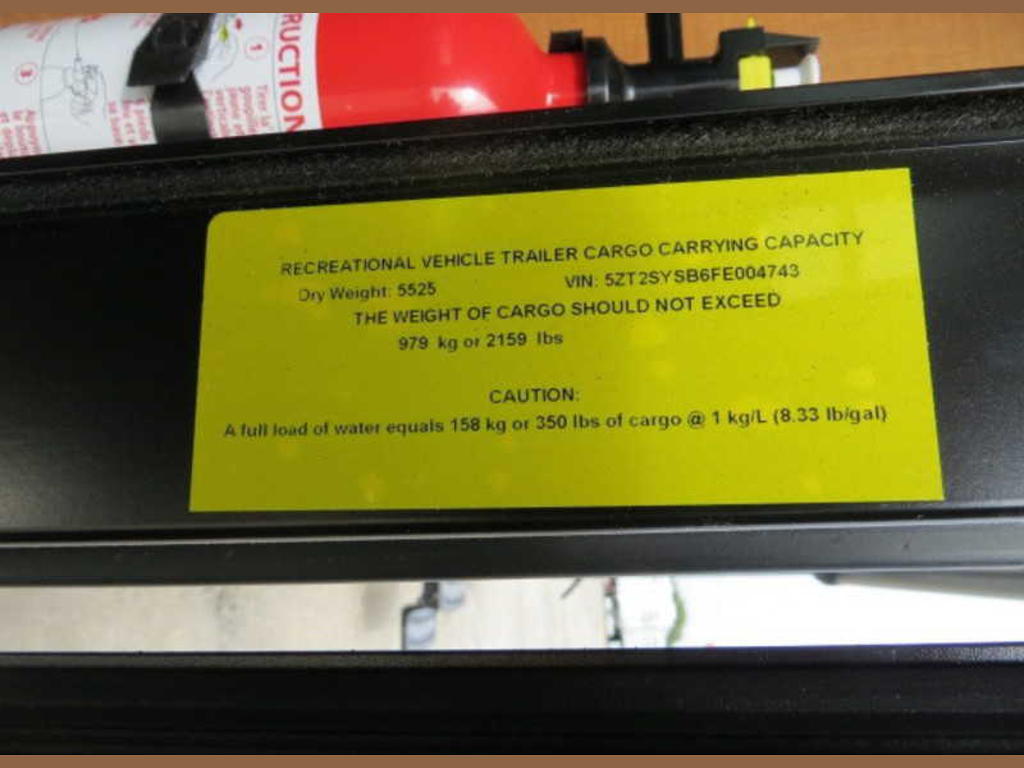 RUCTION
1
3
RECREATIONAL VEHICLE TRAILER CARGO CARRYING CAPACITY
Dry Weight: 5525 VIN: 5ZT2SYSB6FE004743
THE WEIGHT OF CARGO SHOULD NOT EXCEED
979 kg or 2159 lbs
CAUTION:
A full load of water equals 158 kg or 350 lbs of cargo @ 1 kg/L (8.33 lb/gal)